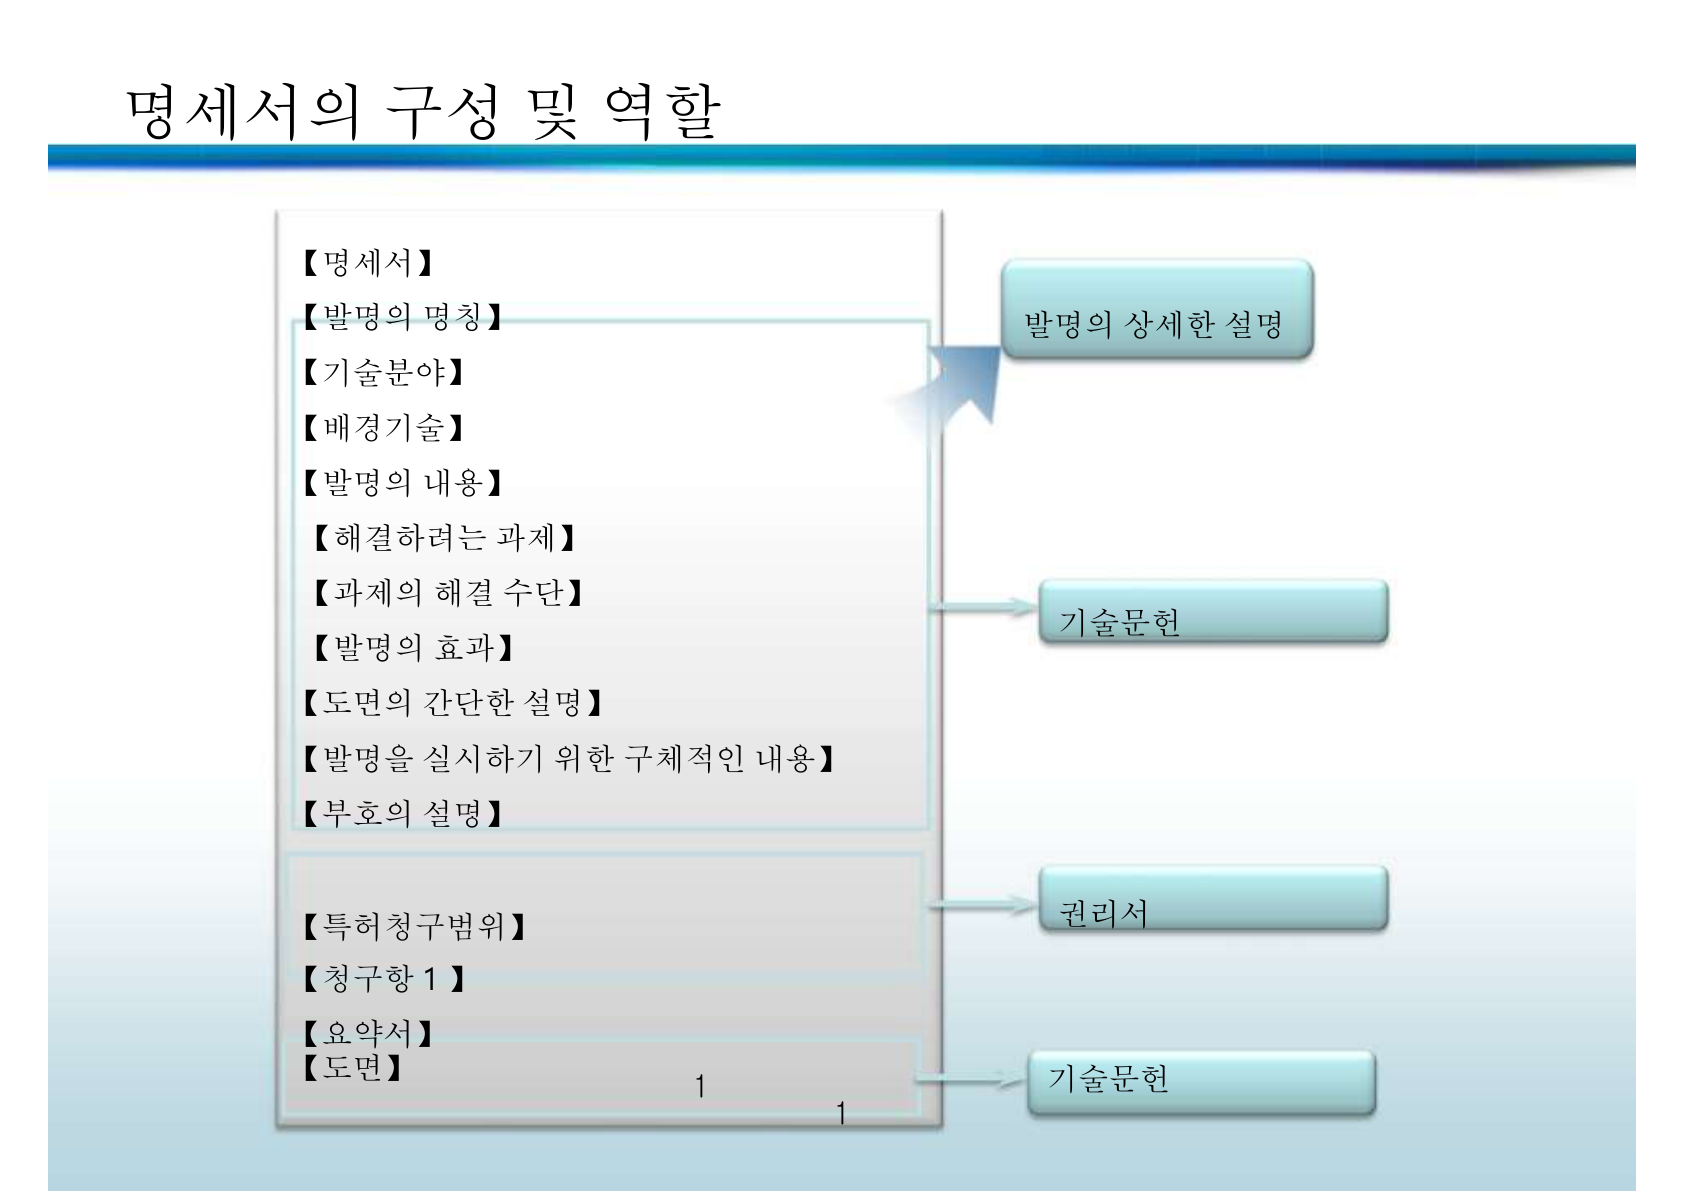 명세서의 구성 및 역할
【명세서】
【발명의 명칭】
발명의 상세한 설명
【기술분야】
【배경기술】
【발명의 내용】
【해결하려는 과제】
【과제의 해결 수단】
기술문헌
【발명의 효과】
【도면의 간단한 설명】
【발명을 실시하기 위한 구체적인 내용】
【부호의 설명】
【특허청구범위】
권리서
【청구항 1 】
【요약서】
【도면】
기술문헌
1
1